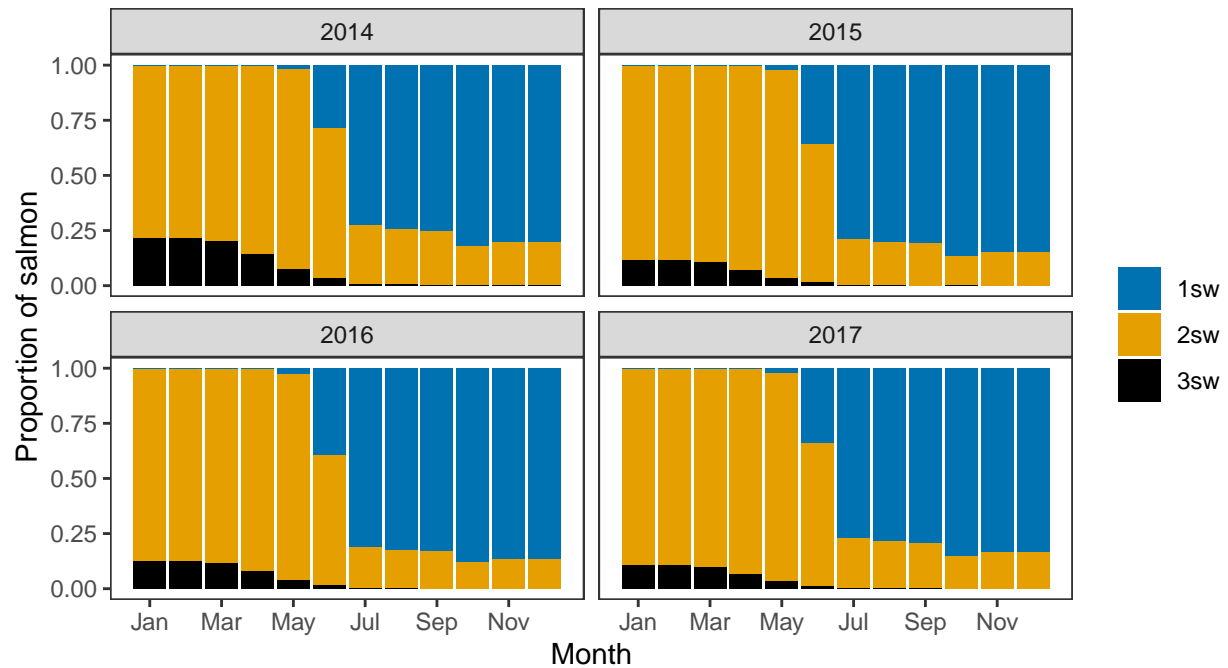 2014
2015
1.00
0.75
0.50
0.25
0.00
2016
2017
1.00
0.75
0.50
0.25
0.00
Jan Mar May Jul Sep Nov
Jan Mar May Jul Sep Nov
Month
Proportion of salmon
1sw
2sw
3sw